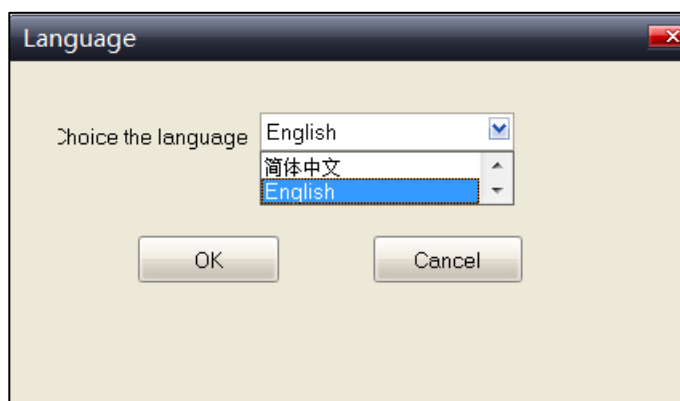 Language
Choice the language
English
简体中文
English
OK
Cancel